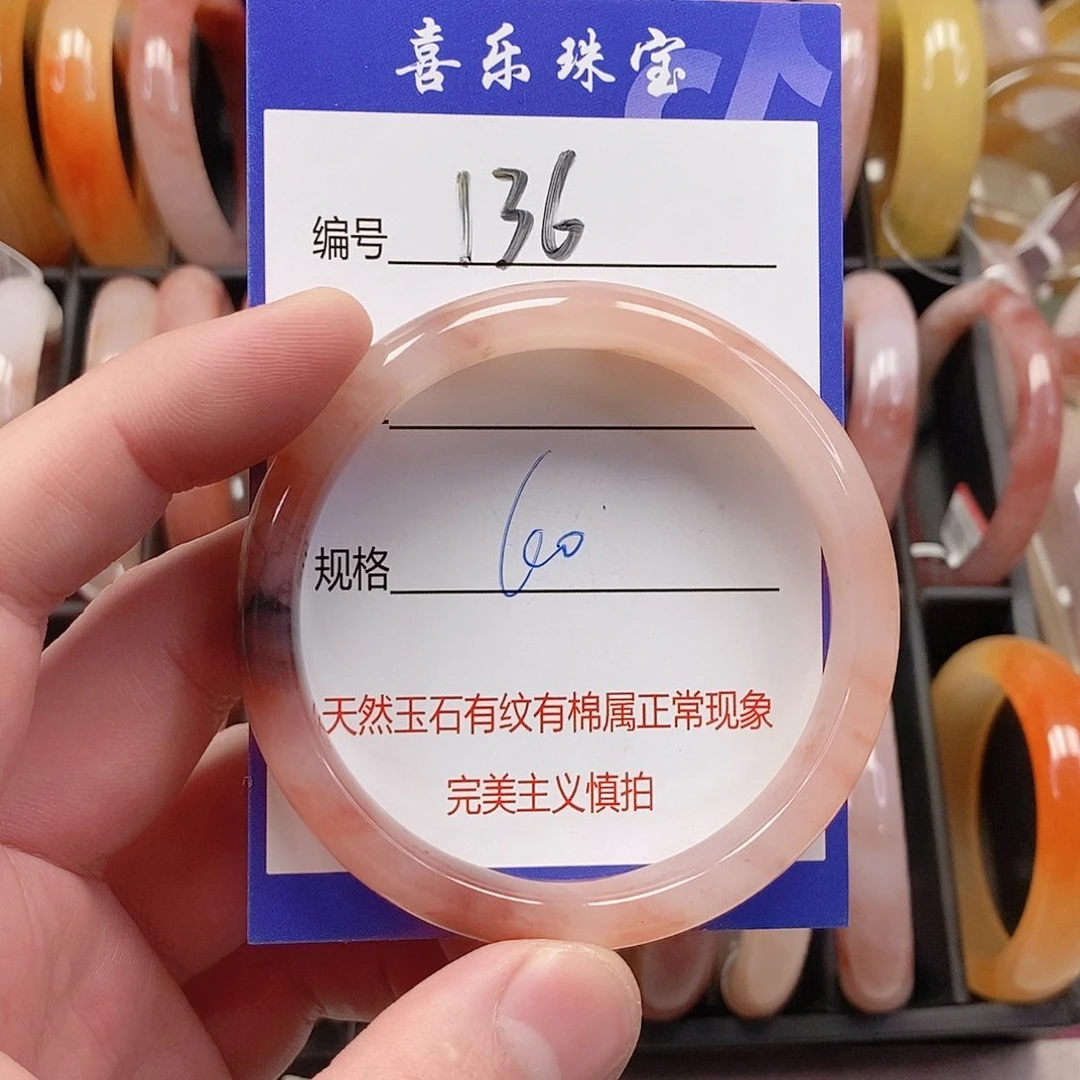 喜乐珠宝
编号 136
规格 60
天然玉石有纹有棉属正常现象
完美主义慎拍